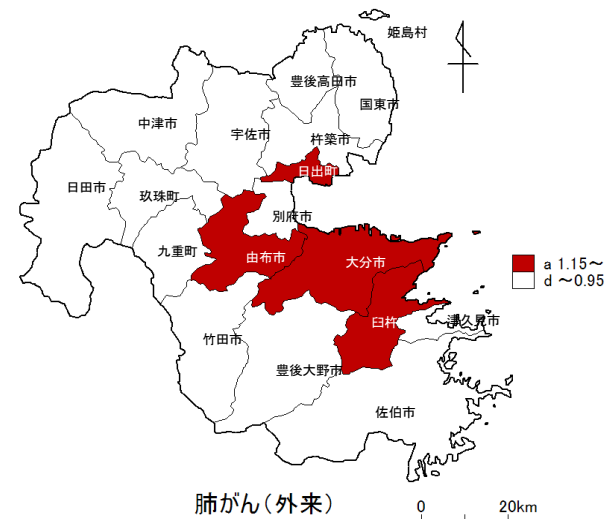 姫島村
豊後高田市
国東市
中津市
宇佐市
杵築市
日出町
日田市
玖珠町
別府市
九重町
由布市
大分市
a 1.15～
d ～0.95
臼杵
津久見市
竹田市
豊後大野市
佐伯市
肺がん（外来）
0 20km